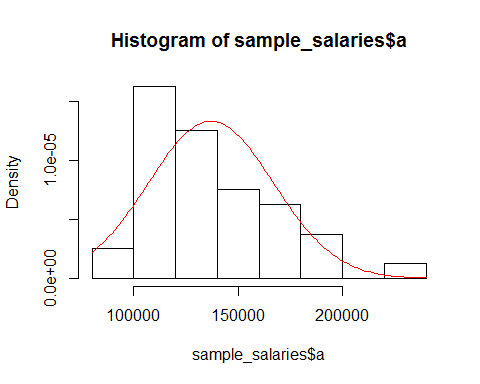 Histogram of sample_salaries$a
Density
1.0e-05
0.0e+00
100000 150000 200000
sample_salaries$a